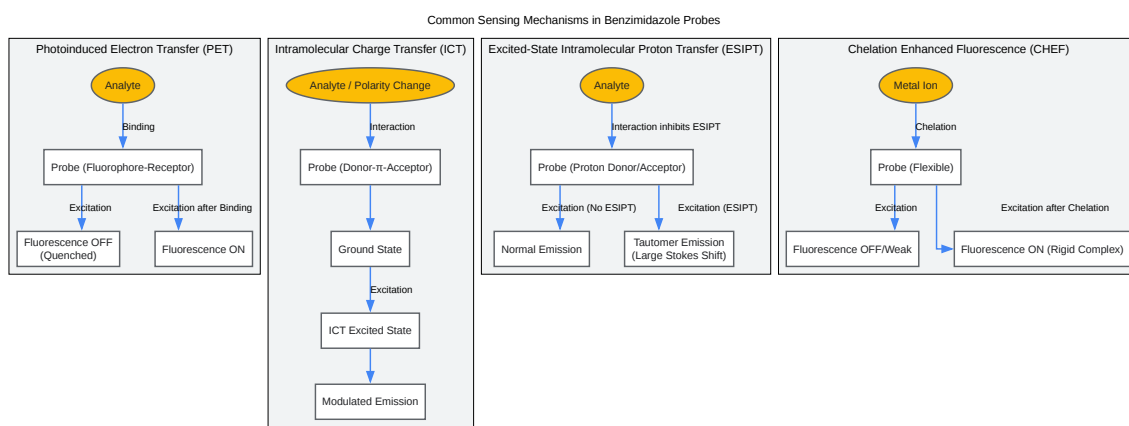 Common Sensing Mechanisms in Benzimidazole Probes
Photoinduced Electron Transfer (PET)
Analyte
Binding
Probe (Fluorophore-Receptor)
Excitation
Excitation after Binding
Fluorescence OFF
(Quenched)
Fluorescence ON
Intramolecular Charge Transfer (ICT)
Analyte / Polarity Change
Interaction
Probe (Donor-π-Acceptor)
Ground State
Excitation
ICT Excited State
Modulated Emission
Excited-State Intramolecular Proton Transfer (ESIPT)
Analyte
Interaction inhibits ESIPT
Probe (Proton Donor/Acceptor)
Excitation (No ESIPT)
Excitation (ESIPT)
Normal Emission
Tautomer Emission
(Large Stokes Shift)
Chelation Enhanced Fluorescence (CHEF)
Metal Ion
Chelation
Probe (Flexible)
Excitation
Excitation after Chelation
Fluorescence OFF/Weak
Fluorescence ON (Rigid Complex)